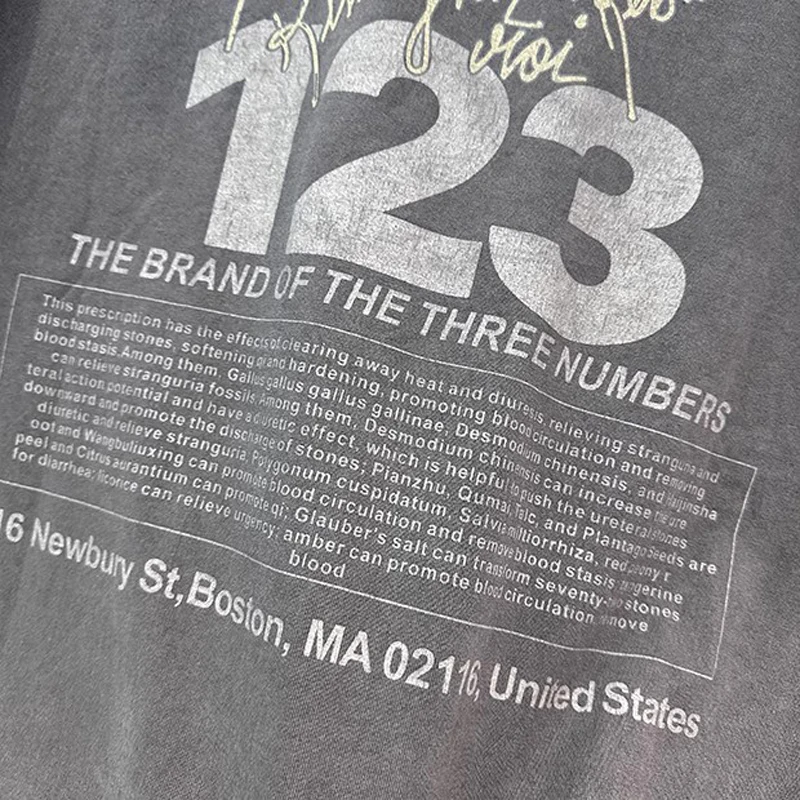 voi
123
THE BRAND OF THE THREE NUMBERS
This prescription has the effects of clearing away heat and diuresis, relieving stranguria and
discharging stones, softening and hardening, promoting blood circulation and removing
blood stasis. Among them, Gallus gallus gallus gallinae, Desmodium chinensis, and Haijinsha
can relieve stranguria fossils. Among them, Desmodium chinensis can increase the ure
teral action potential and have a diuretic effect, which is helpful to push the ureteral stones
downward and promote the discharge of stones; Pianzhu, Qumai, Talc, and Plantago Seeds are
diuretic and relieve stranguria. Polygonum cuspidatum, Salvia miltiorrhiza, red peony r
oot and Wangbuliuxing can promote blood circulation and remove blood stasis
peel and Citrus aurantium can promote qi; Glauber's salt can transform seventy- stones
for diarrhea; licorice can relieve urgency; amber can promote blood circulation
blood
16 Newbury St,Boston, MA 02116, United States